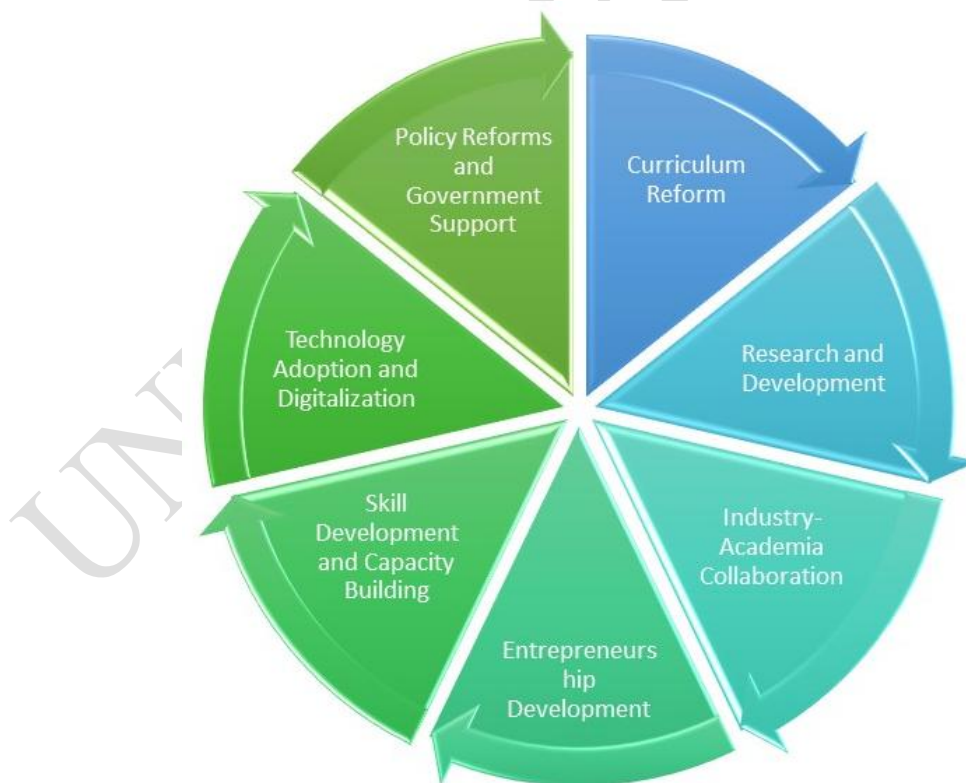 Policy Reforms
and
Government
Support
Curriculum
Reform
Research and
Development
Industry-
Academia
Collaboration
Entrepreneurs
hip
Development
Skill
Development
and Capacity
Building
Technology
Adoption and
Digitalization